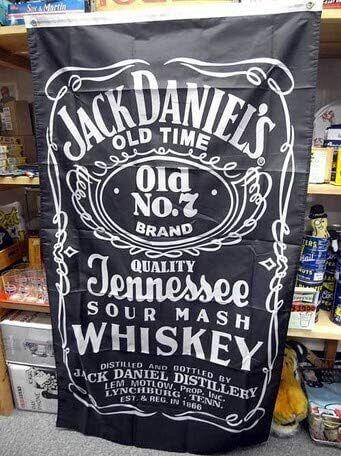 JACK DANIEL'S
OLD TIME
Old
No.7
BRAND
QUALITY
Tennessee
SOUR MASH
WHISKEY
DISTILLED AND BOTTLED BY
JACK DANIEL DISTILLERY
LEM MOTLOW, PROP. INC.
LYNCHBURG, TENN.
EST. & REG. IN 1866